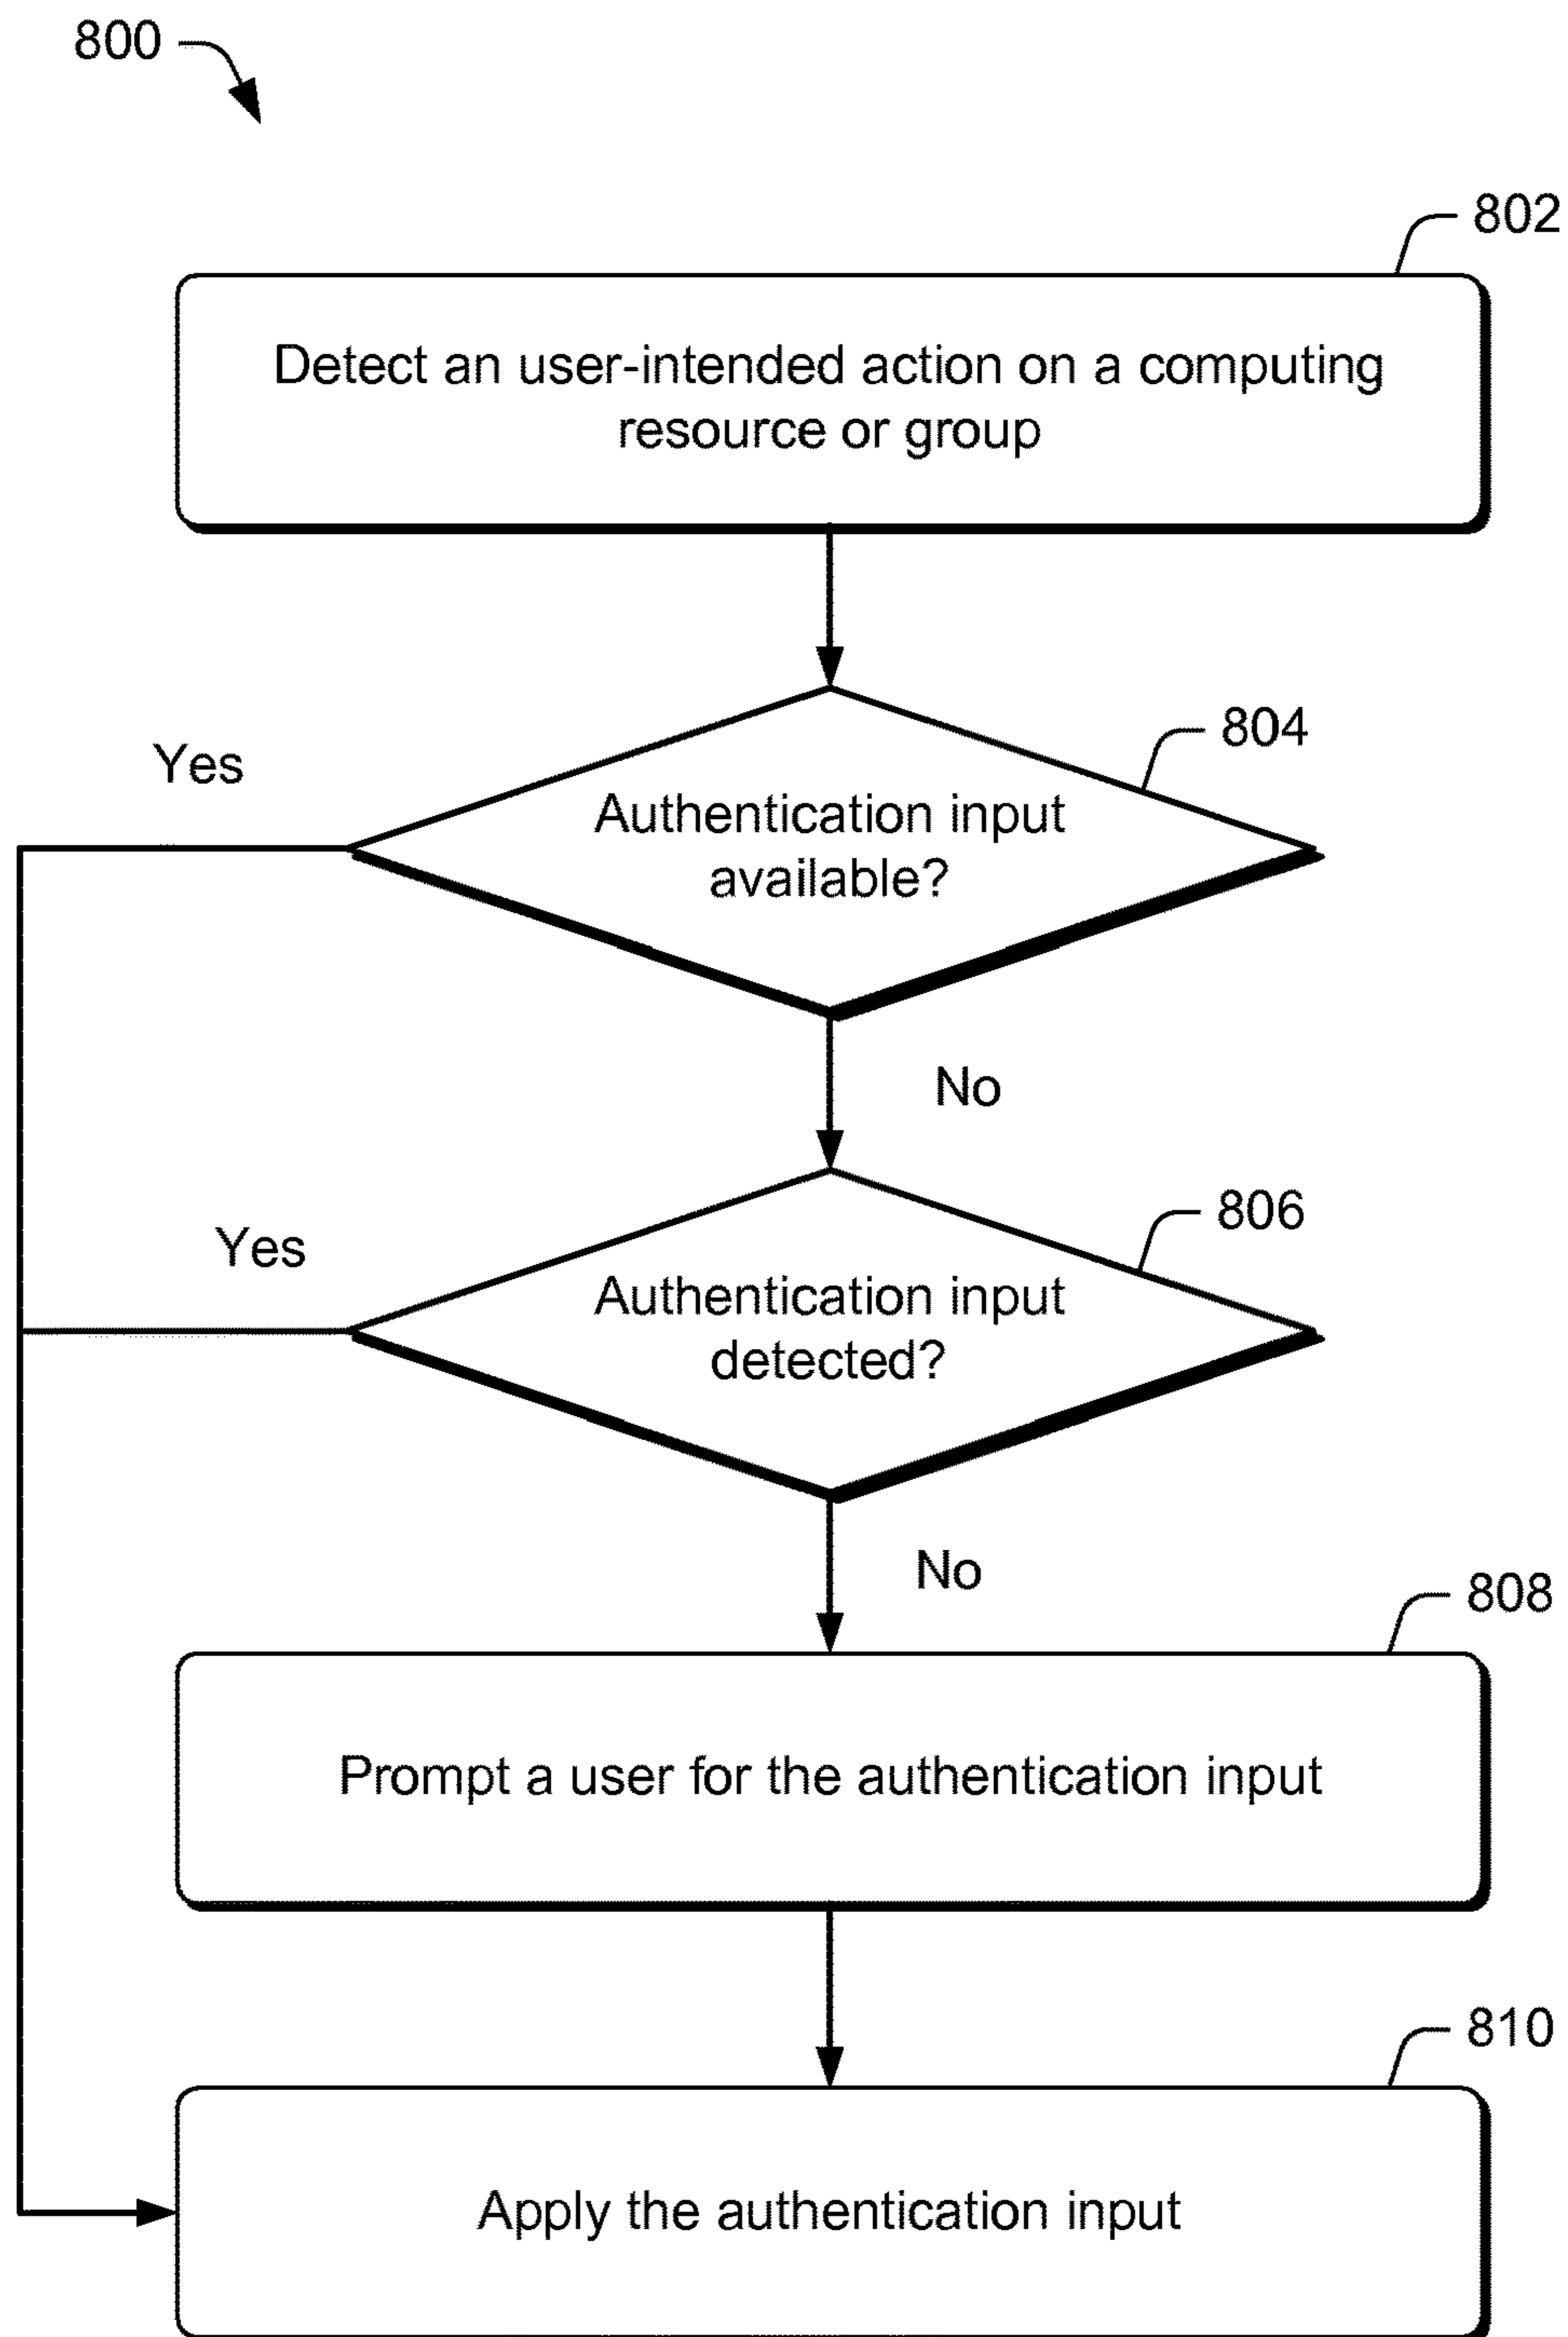 800
802
Detect an user-intended action on a computing
resource or group
804
Yes
Authentication input
available?
No
806
Yes
Authentication input
detected?
No
808
Prompt a user for the authentication input
810
Apply the authentication input